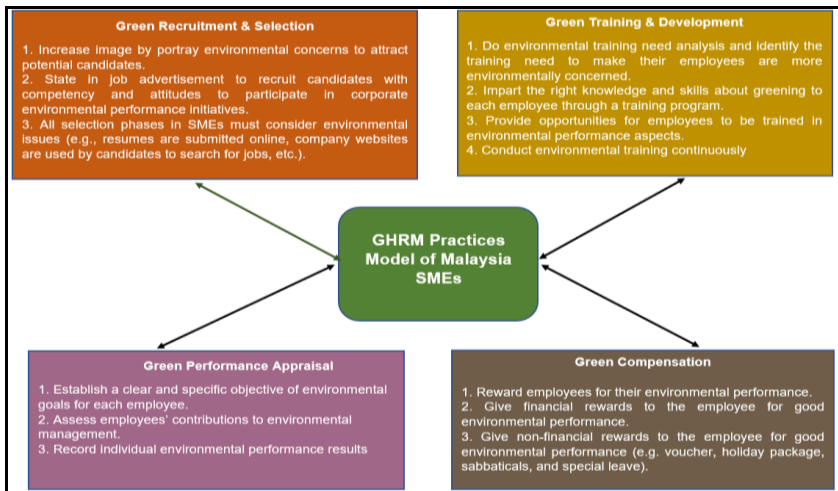 Green Recruitment & Selection
1. Increase image by portray environmental concerns to attract
potential candidates.
2. State in job advertisement to recruit candidates with
competency and attitudes to participate in corporate
environmental performance initiatives.
3. All selection phases in SMEs must consider environmental
issues (e.g., resumes are submitted online, company websites
are used by candidates to search for jobs, etc.).
Green Training & Development
1. Do environmental training need analysis and identify the
training need to make their employees are more
environmentally concerned.
2. Impart the right knowledge and skills about greening to
each employee through a training program.
3. Provide opportunities for employees to be trained in
environmental performance aspects.
4. Conduct environmental training continuously
GHRM Practices
Model of Malaysia
SMEs
Green Performance Appraisal
1. Establish a clear and specific objective of environmental
goals for each employee.
2. Assess employees' contributions to environmental
management.
3. Record individual environmental performance results
Green Compensation
1. Reward employees for their environmental performance.
2. Give financial rewards to the employee for good
environmental performance.
3. Give non-financial rewards to the employee for good
environmental performance (e.g. voucher, holiday package,
sabbaticals, and special leave).